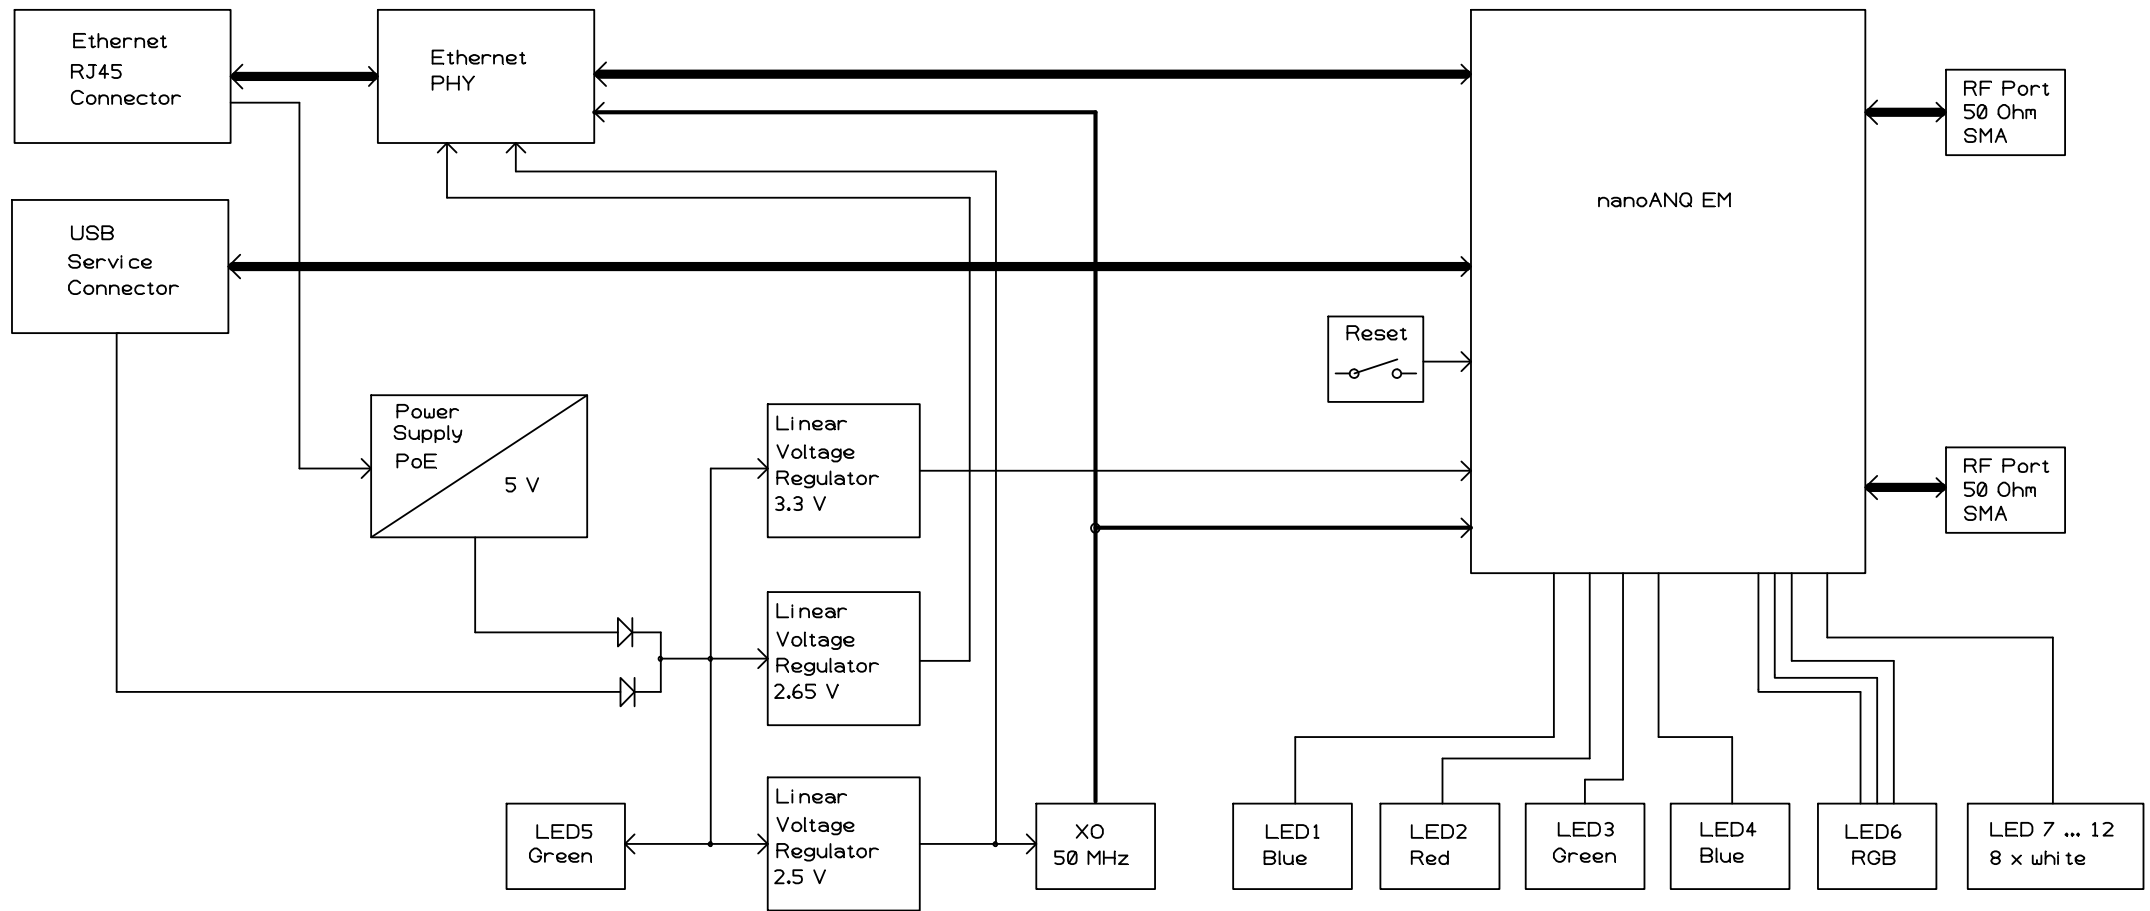 Ethernet
RJ45
Connector
Ethernet
PHY
nanoANQ EM
RF Port
50 Ohm
SMA
USB
Service
Connector
Reset
Power
Supply
PoE
5 V
Linear
Voltage
Regulator
3.3 V
RF Port
50 Ohm
SMA
Linear
Voltage
Regulator
2.65 V
Linear
Voltage
Regulator
2.5 V
LED5
Green
XO
50 MHz
LED1
Blue
LED2
Red
LED3
Green
LED4
Blue
LED6
RGB
LED 7 ... 12
8 x white